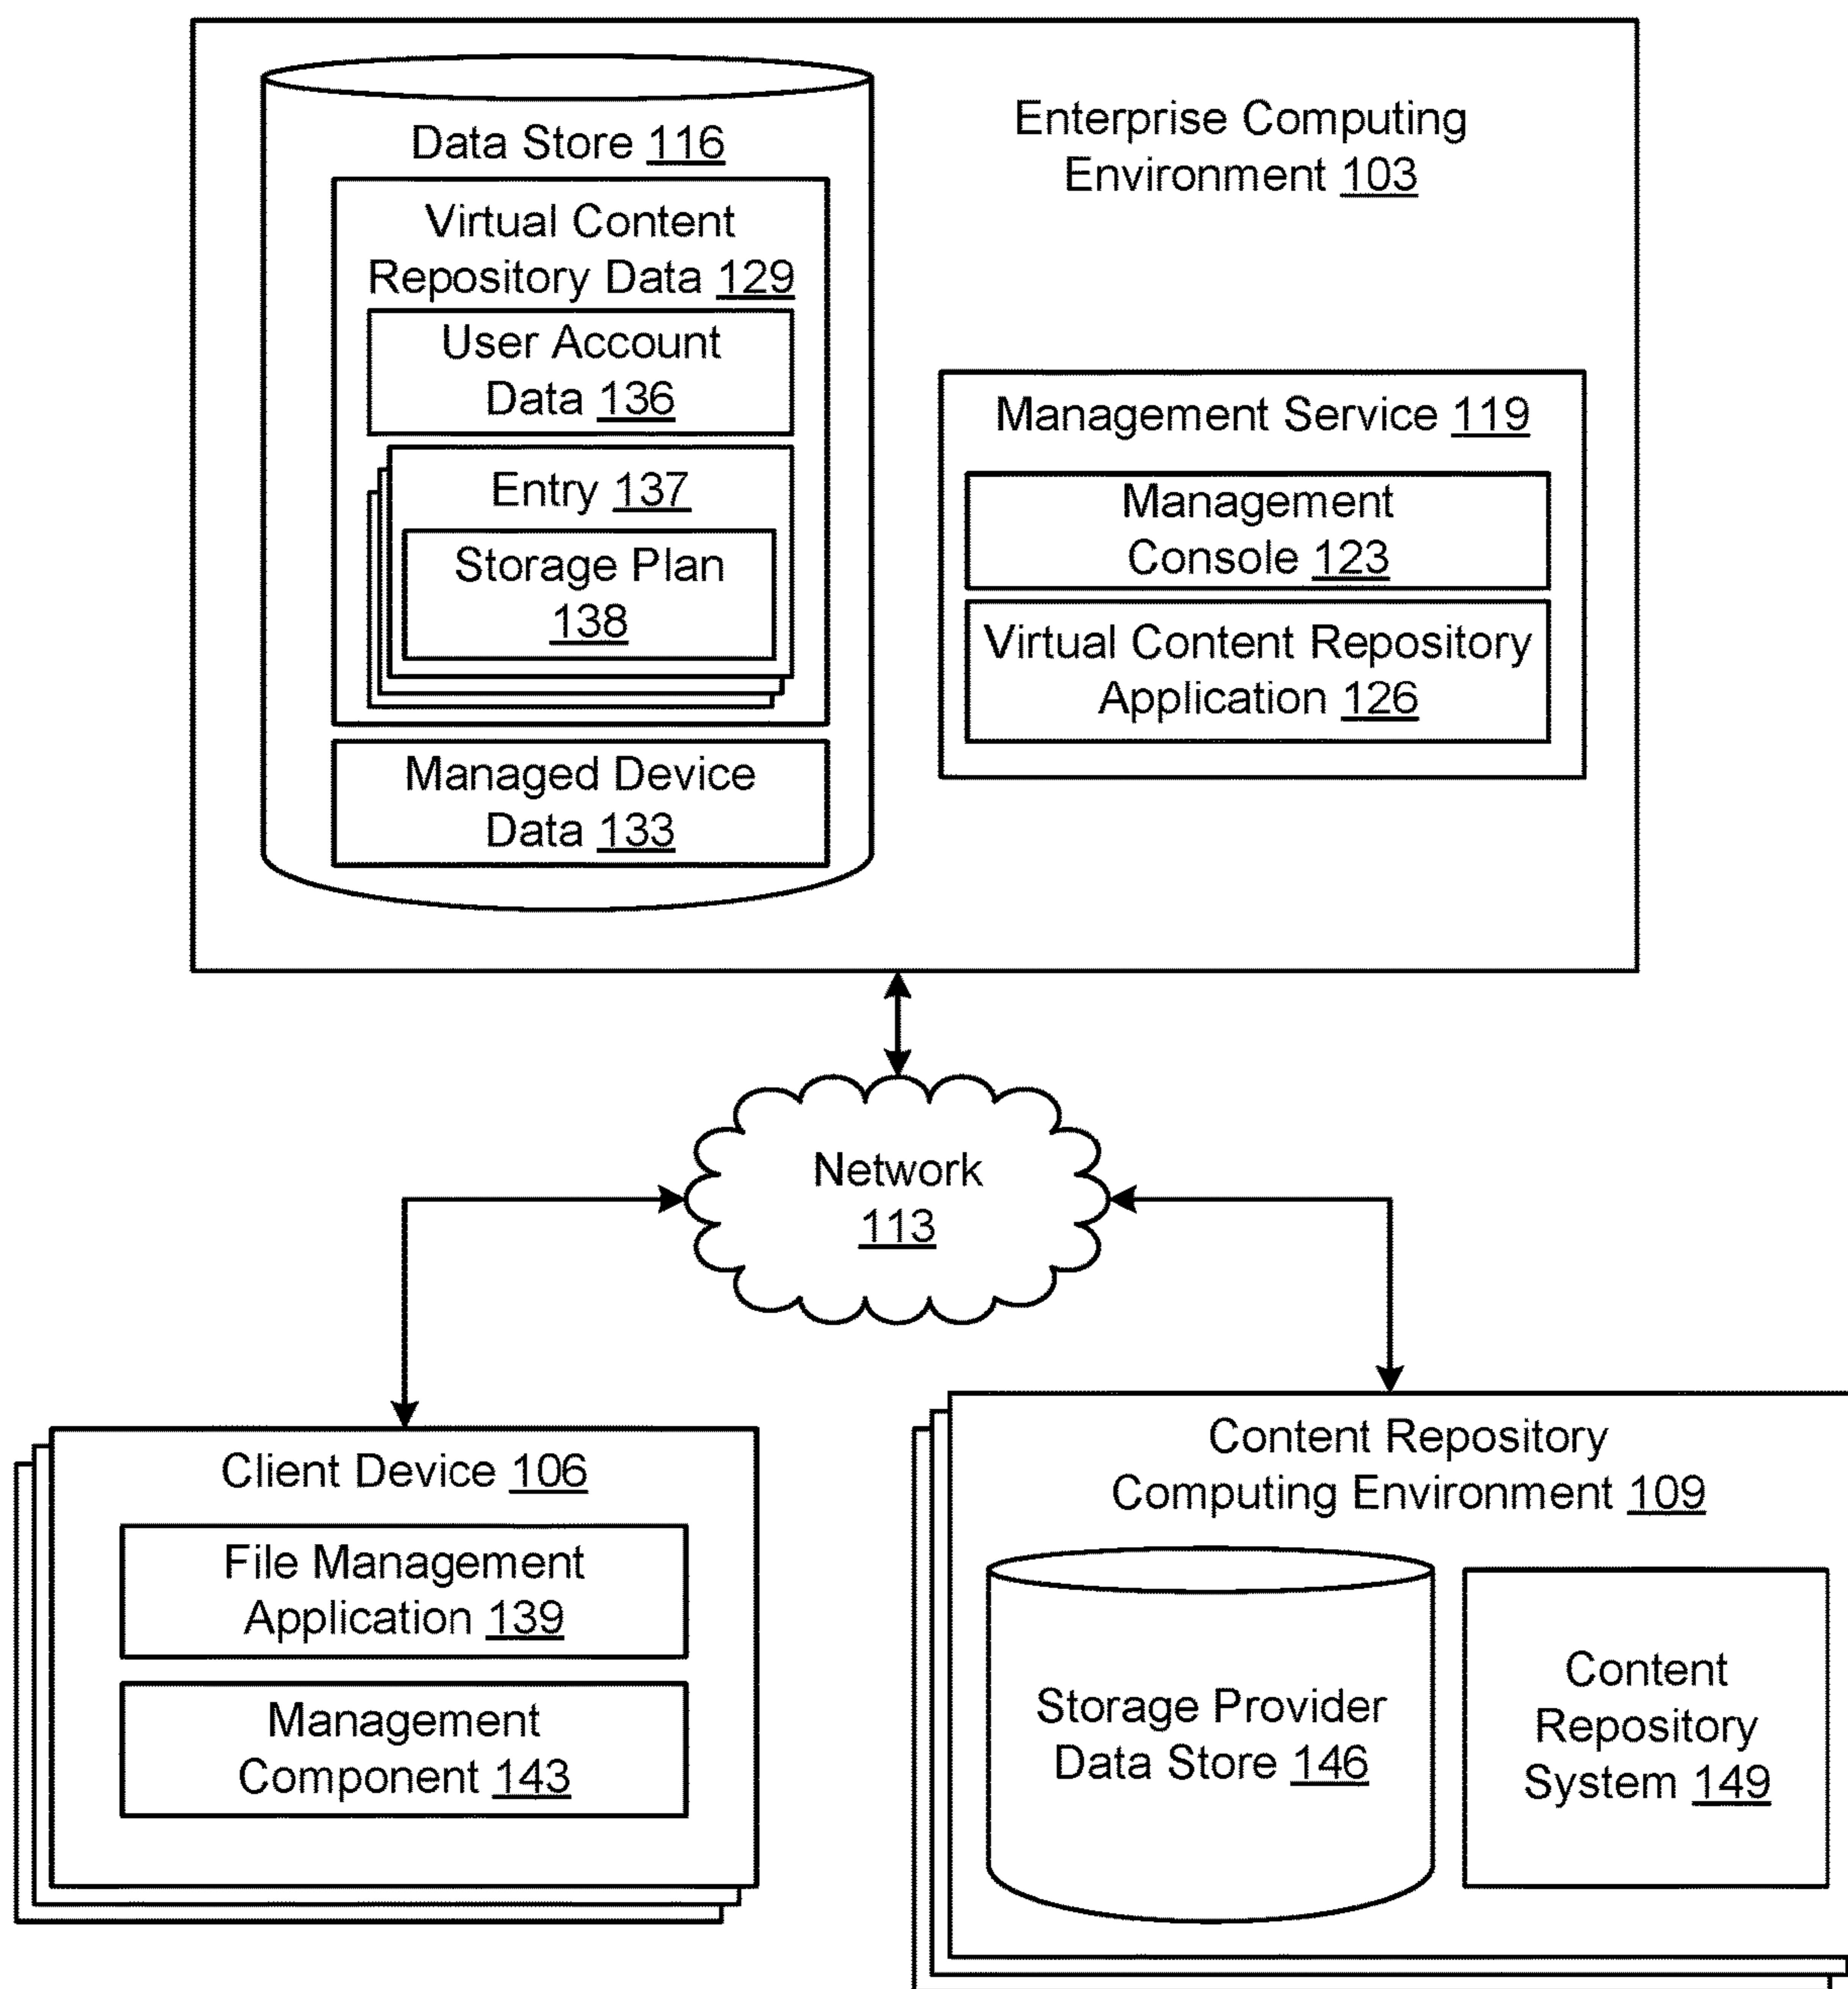 Data Store 116
Virtual Content
Repository Data 129
User Account
Data 136
Entry 137
Storage Plan
138
Managed Device
Data 133
Enterprise Computing
Environment 103
Management Service 119
Management
Console 123
Virtual Content Repository
Application 126
Network
113
Client Device 106
File Management
Application 139
Management
Component 143
Content Repository
Computing Environment 109
Storage Provider
Data Store 146
Content
Repository
System 149